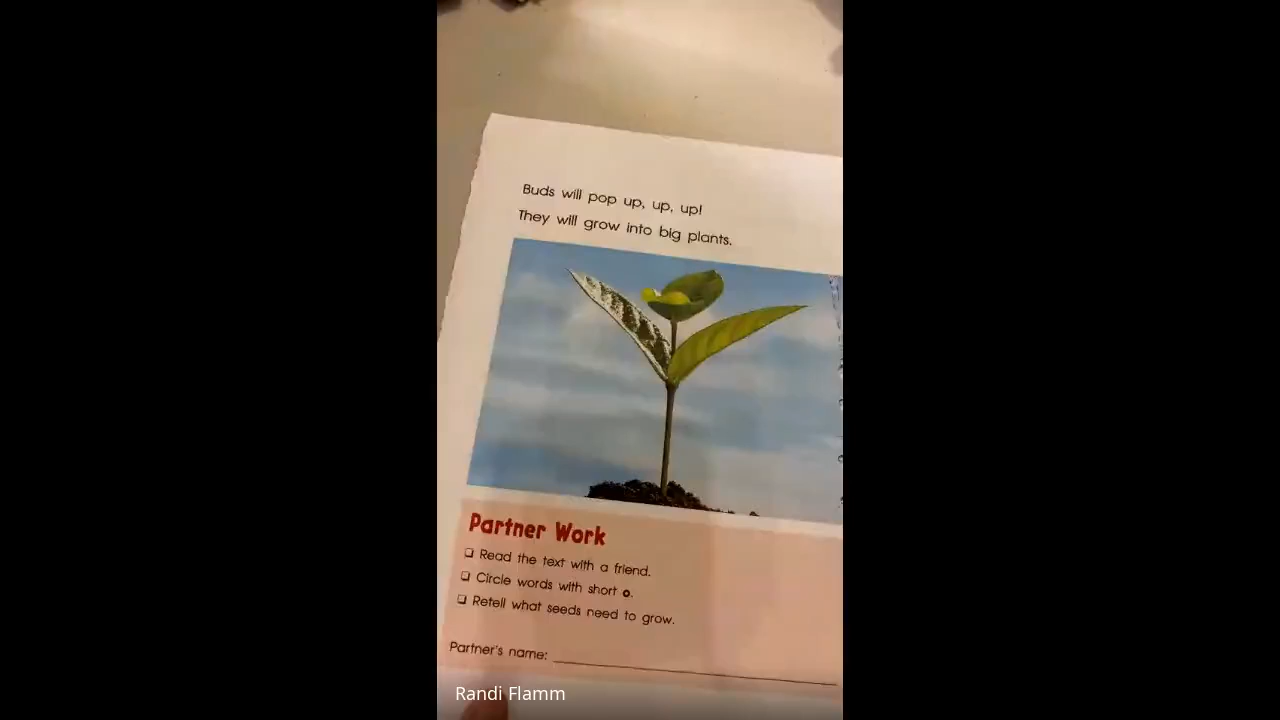 Buds will pop up, up, up!
They will grow into big plants.
Partner Work
❑ Read the text with a friend.
❑ Circle words with short o.
❑ Retell what seeds need to grow.
Partner's name:
Randi Flamm